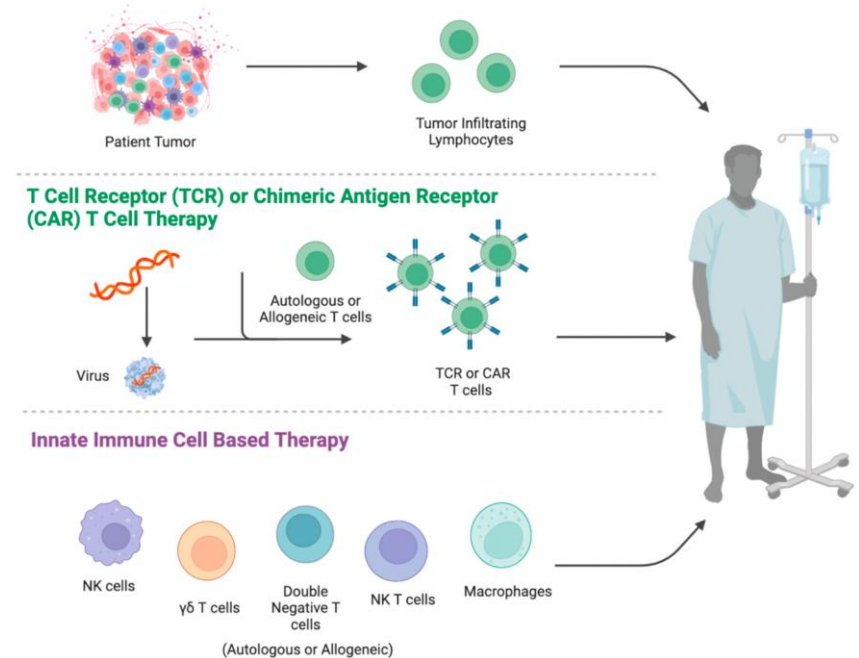 Patient Tumor
Tumor Infiltrating
Lymphocytes
T Cell Receptor (TCR) or Chimeric Antigen Receptor
(CAR) T Cell Therapy
Autologous or
Allogeneic T cells
Virus
TCR or CAR
T cells
Innate Immune Cell Based Therapy
NK cells
γδ T cells
Double
Negative T
cells
NK T cells
Macrophages
(Autologous or Allogeneic)